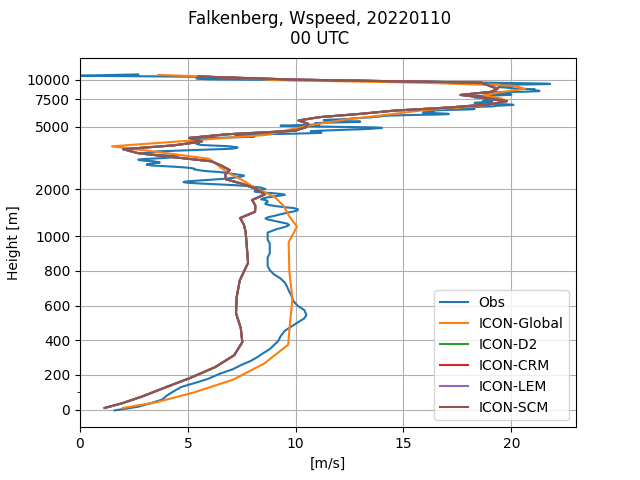 Falkenberg, Wspeed, 20220110
00 UTC
Height [m]
10000
7500
5000
2000
1000
800
600
400
200
0
Obs
ICON-Global
ICON-D2
ICON-CRM
ICON-LEM
ICON-SCM
0 5 10 15 20
[m/s]